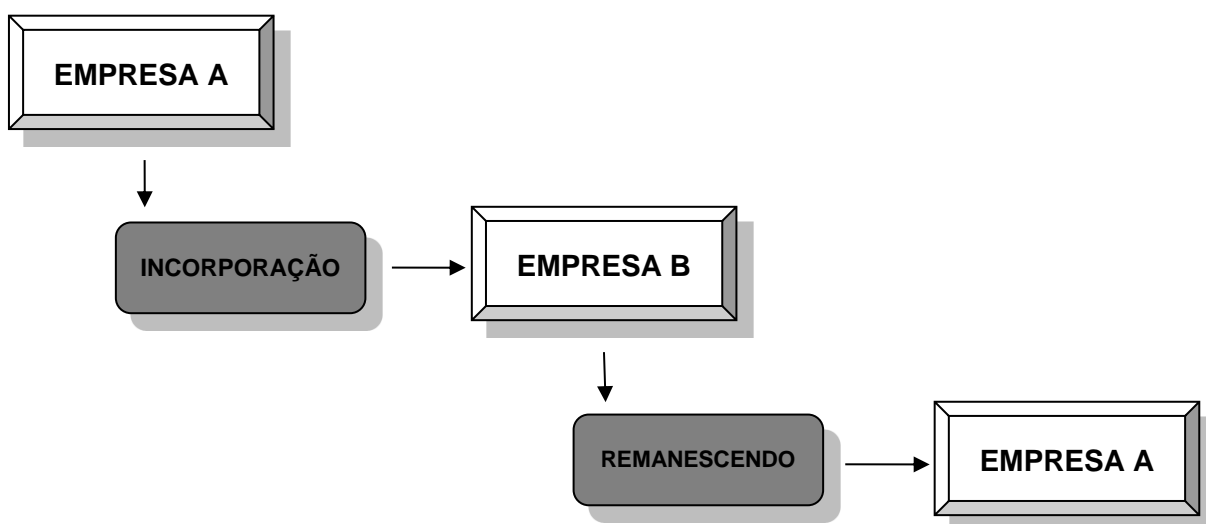 EMPRESA A
INCORPORAÇÃO
EMPRESA B
REMANESCENDO
EMPRESA A